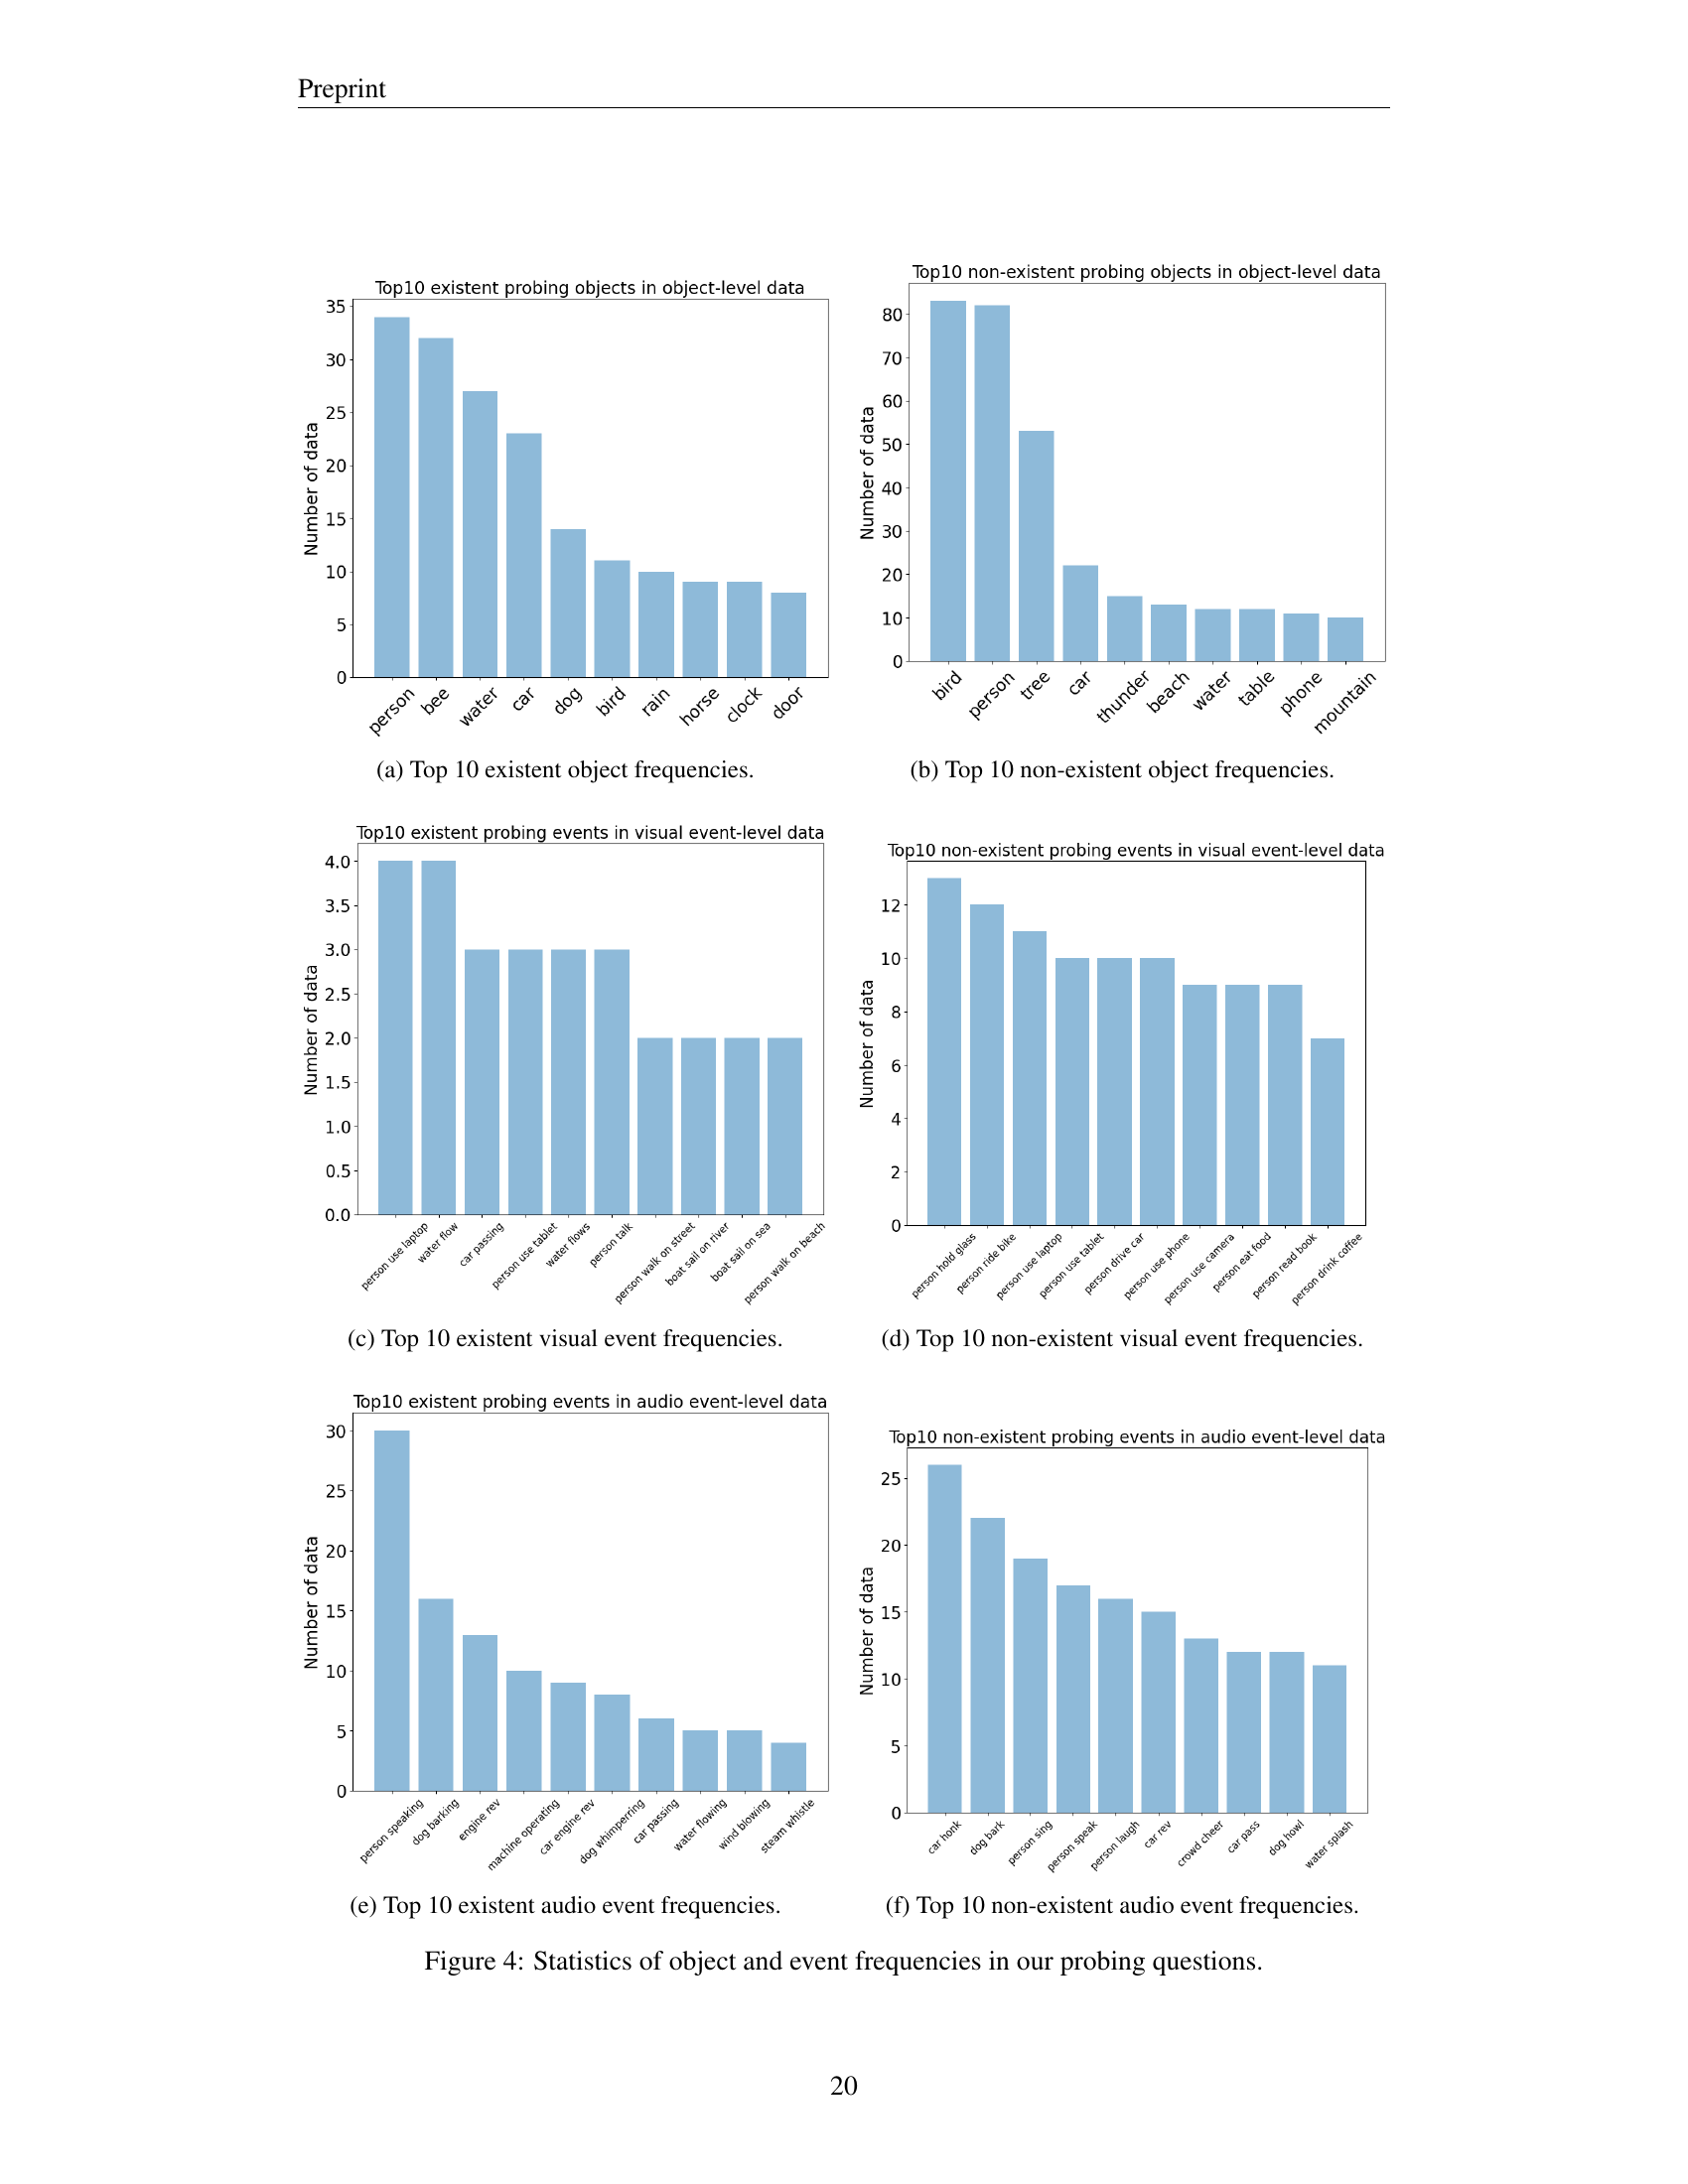 Preprint
Top10 existent probing objects in object-level data
35
30
25
20
15
10
5
0
Number of data
person bee water car dog bird rain horse clock door
(a) Top 10 existent object frequencies.
Top10 non-existent probing objects in object-level data
80
70
60
50
40
30
20
10
0
Number of data
bird person tree car thunder beach water table phone mountain
(b) Top 10 non-existent object frequencies.
Top10 existent probing events in visual event-level data
4.0
3.5
3.0
2.5
2.0
1.5
1.0
0.5
0.0
Number of data
person use laptop water flow car passing person use tablet water flows person talk person walk on street boat sail on river boat sail on sea person walk on beach
(c) Top 10 existent visual event frequencies.
Top10 non-existent probing events in visual event-level data
12
10
8
6
4
2
0
Number of data
person hold glass person ride bike person use laptop person use tablet person drive car person use phone person use camera person eat food person read book person drink coffee
(d) Top 10 non-existent visual event frequencies.
Top10 existent probing events in audio event-level data
30
25
20
15
10
5
0
Number of data
person speaking dog barking engine rev machine operating car engine rev dog whimperring car passing water flowing wind blowing steam whistle
(e) Top 10 existent audio event frequencies.
Top10 non-existent probing events in audio event-level data
25
20
15
10
5
0
Number of data
car honk dog bark person sing person speak person laugh car rev crowd cheer car pass dog howl water splash
(f) Top 10 non-existent audio event frequencies.
Figure 4: Statistics of object and event frequencies in our probing questions.
20